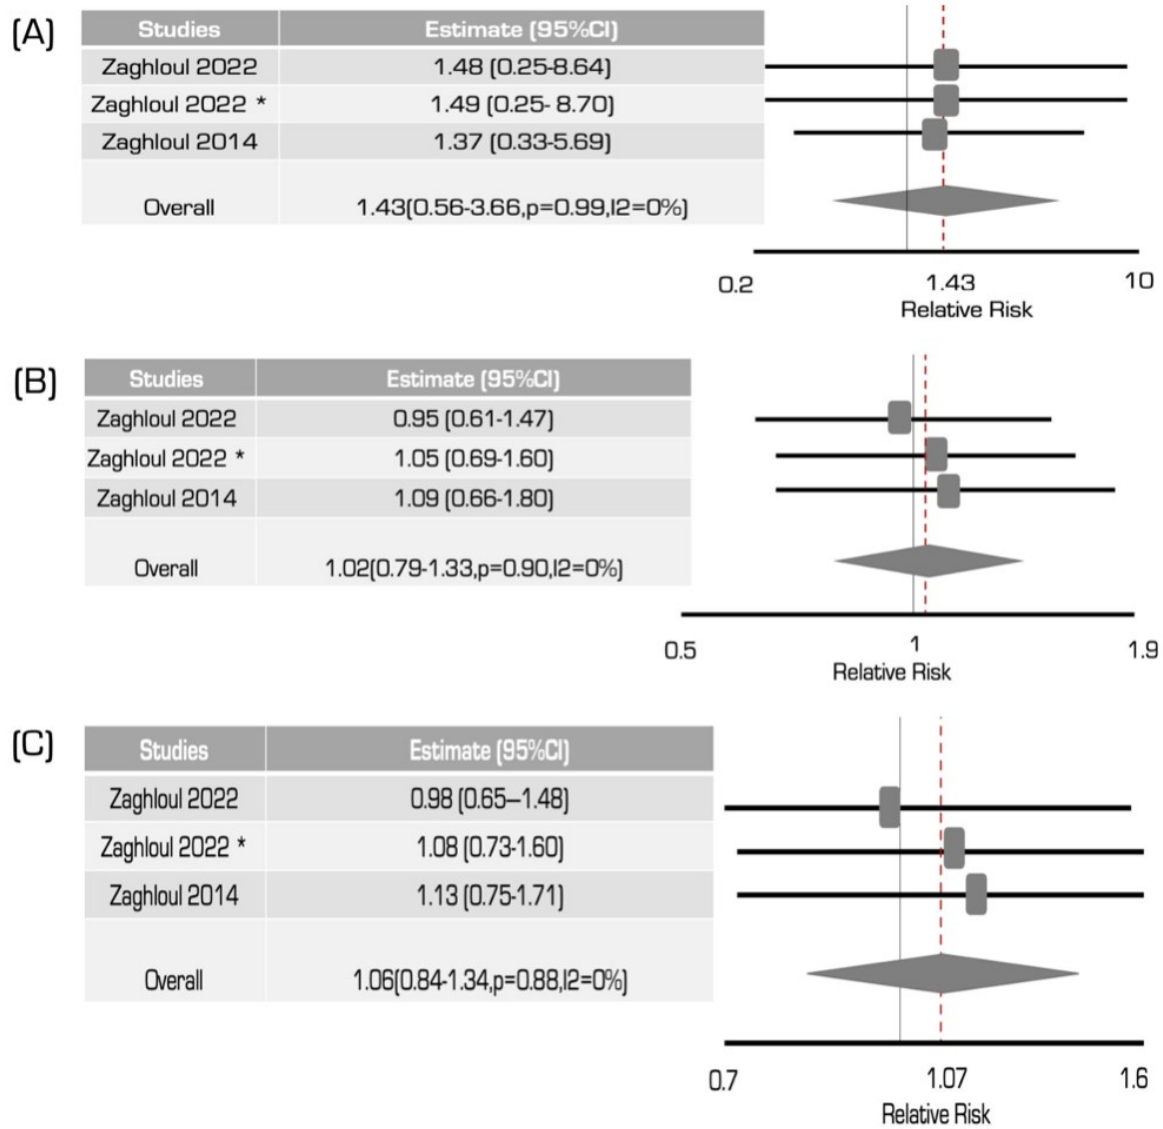 (A)
Studies Estimate (95%CI)
Zaghloul 2022 1.48 (0.25-8.64)
Zaghloul 2022 * 1.49 (0.25- 8.70)
Zaghloul 2014 1.37 (0.33-5.69)
Overall 1.43(0.56-3.66,p=0.99,I2=0%)
0.2 1.43 10
Relative Risk
(B)
Studies Estimate (95%CI)
Zaghloul 2022 0.95 (0.61-1.47)
Zaghloul 2022 * 1.05 (0.69-1.60)
Zaghloul 2014 1.09 (0.66-1.80)
Overall 1.02(0.79-1.33,p=0.90,I2=0%)
0.5 1 1.9
Relative Risk
(C)
Studies Estimate (95%CI)
Zaghloul 2022 0.98 (0.65–1.48)
Zaghloul 2022 * 1.08 (0.73-1.60)
Zaghloul 2014 1.13 (0.75-1.71)
Overall 1.06(0.84-1.34,p=0.88,I2=0%)
0.7 1.07 1.6
Relative Risk